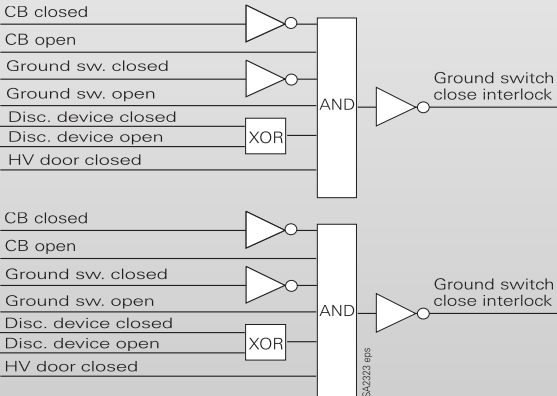 CB closed
CB open
Ground sw. closed
Ground sw. open
Disc. device closed
Disc. device open
HV door closed
XOR
AND
Ground switch
close interlock
CB closed
CB open
Ground sw. closed
Ground sw. open
Disc. device closed
Disc. device open
HV door closed
XOR
AND
Ground switch
close interlock
SA2323 eps